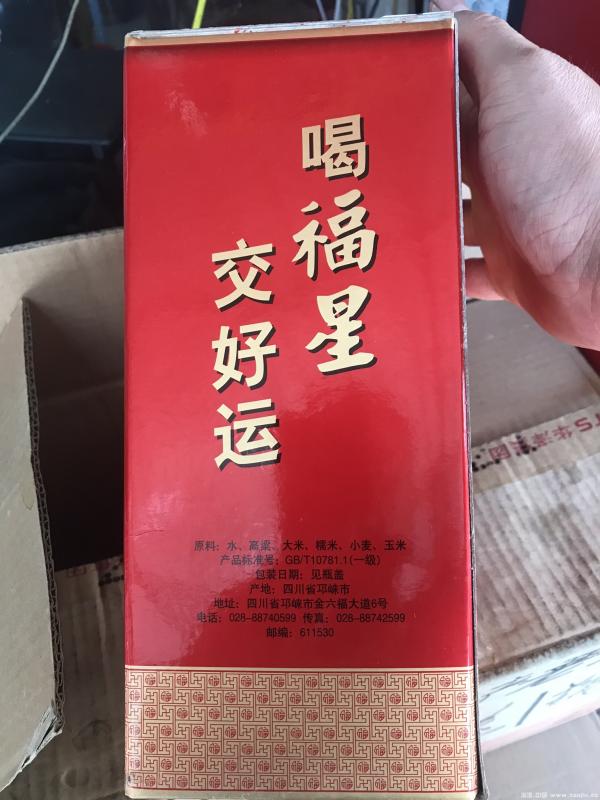 喝福星
交好运
原料：水、高粱、大米、糯米、小麦、玉米
产品标准号：GB/T10781.1(一级)
包装日期：见瓶盖
产地：四川省邛崃市
地址：四川省邛崃市金六福大道6号
电话：028-88740599 传真：028-88742599
邮编：611530